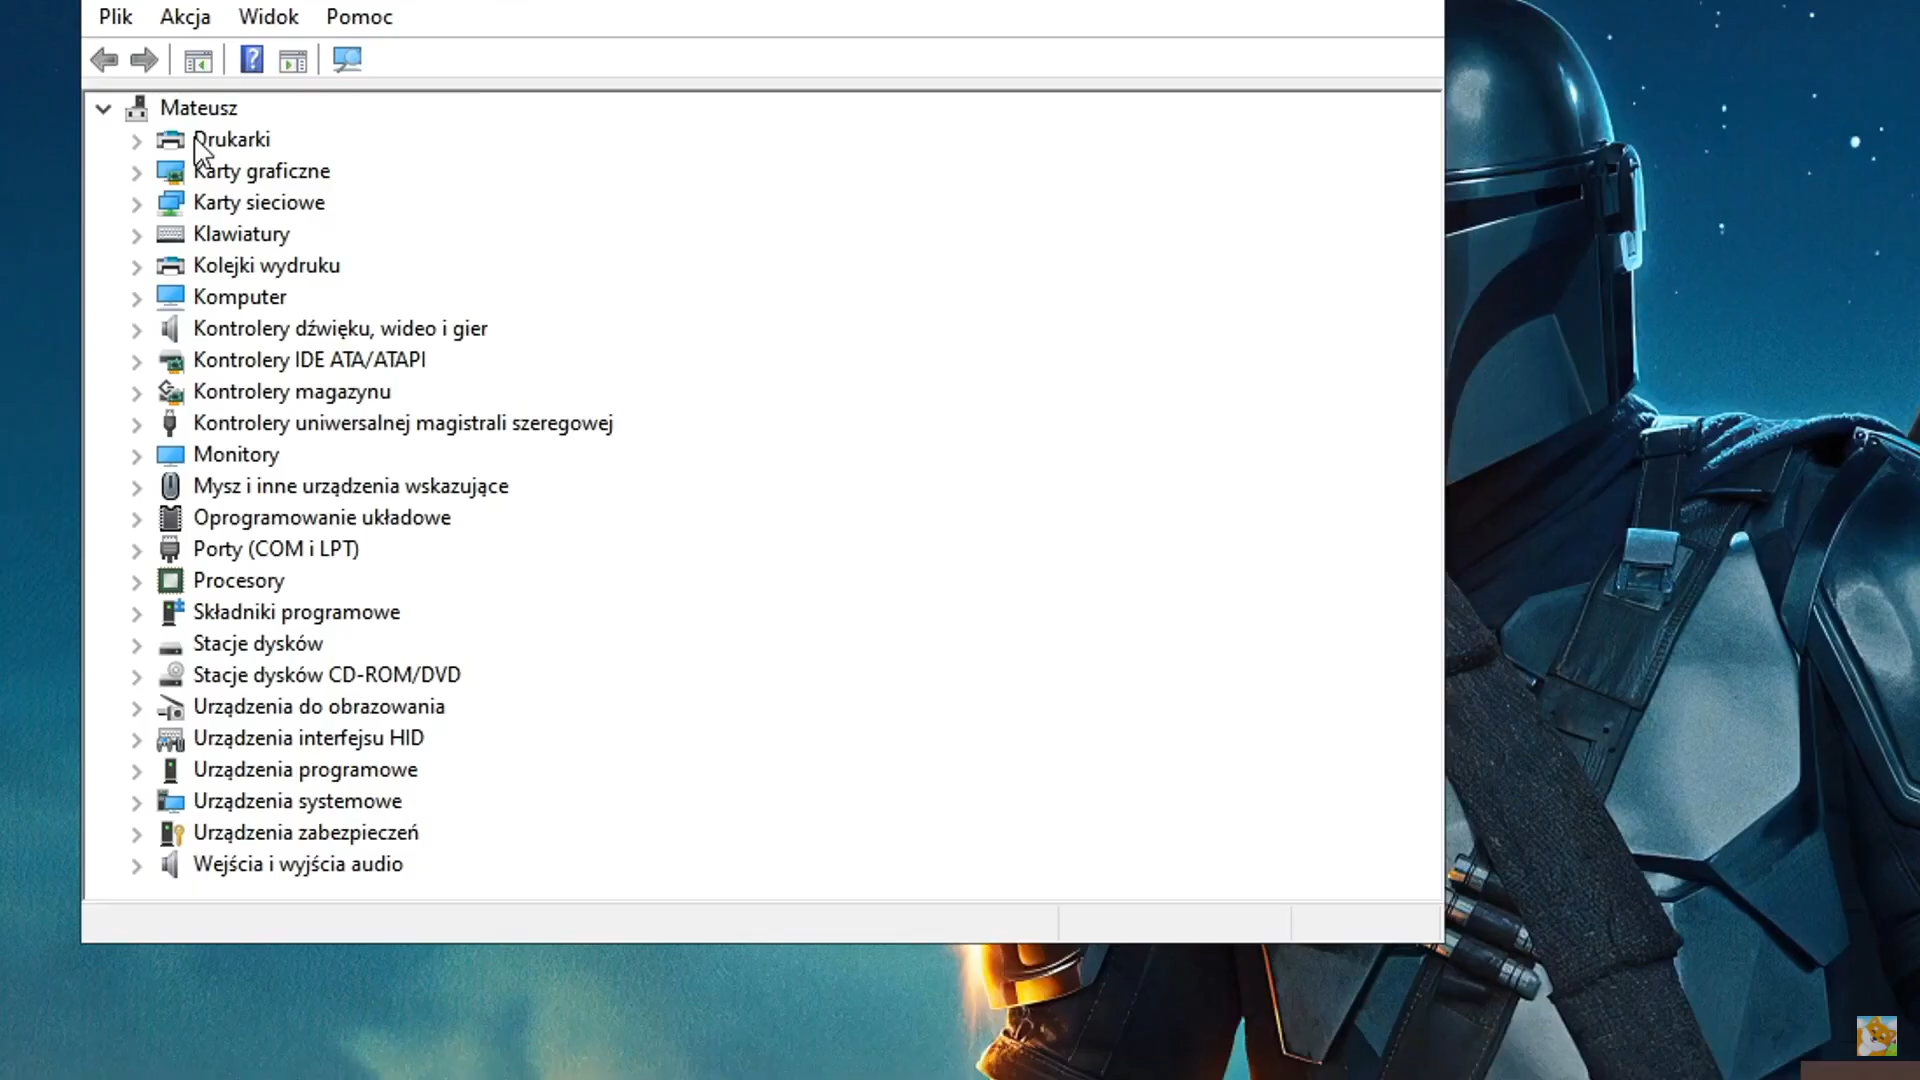 Plik Akcja Widok Pomoc
Mateusz
Drukarki
Karty graficzne
Karty sieciowe
Klawiatury
Kolejki wydruku
Komputer
Kontrolery dźwięku, wideo i gier
Kontrolery IDE ATA/ATAPI
Kontrolery magazynu
Kontrolery uniwersalnej magistrali szeregowej
Monitory
Mysz i inne urządzenia wskazujące
Oprogramowanie układowe
Porty (COM i LPT)
Procesory
Składniki programowe
Stacje dysków
Stacje dysków CD-ROM/DVD
Urządzenia do obrazowania
Urządzenia interfejsu HID
Urządzenia programowe
Urządzenia systemowe
Urządzenia zabezpieczeń
Wejścia i wyjścia audio